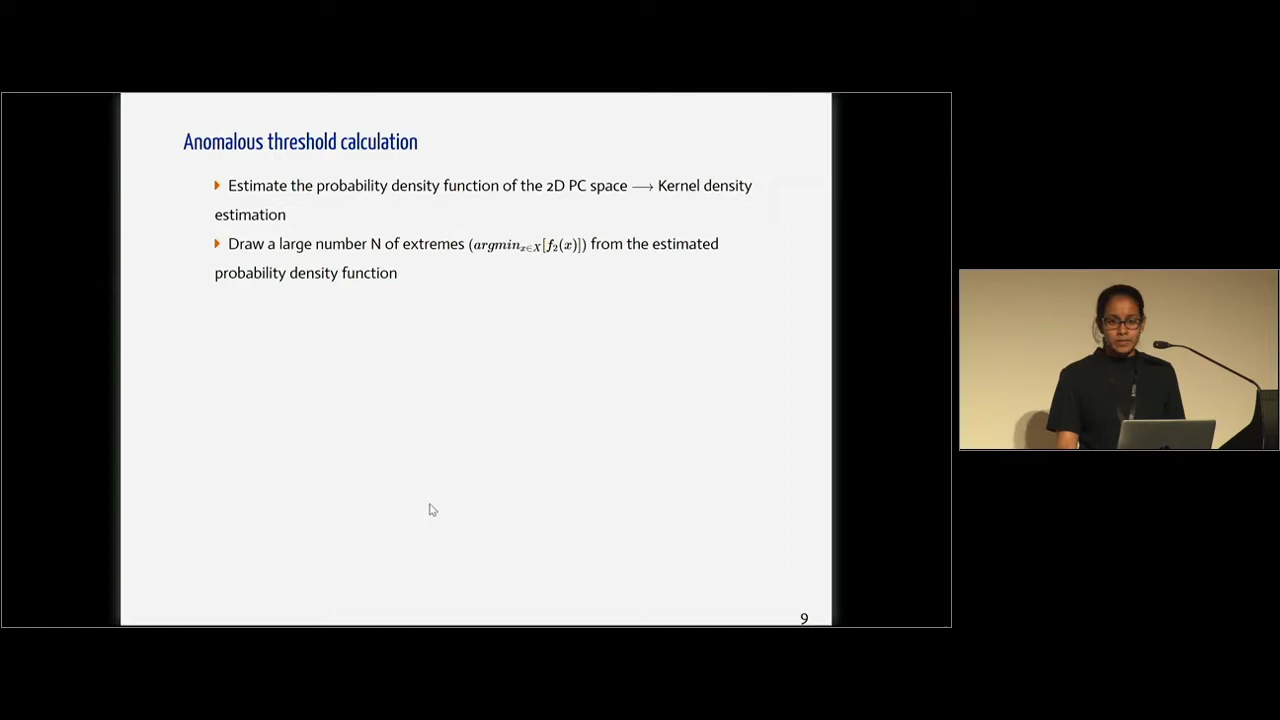 Anomalous threshold calculation
Estimate the probability density function of the 2D PC space ⟶ Kernel density
estimation
Draw a large number N of extremes (argmin_{x∈X}[f_2(x)]) from the estimated
probability density function
9